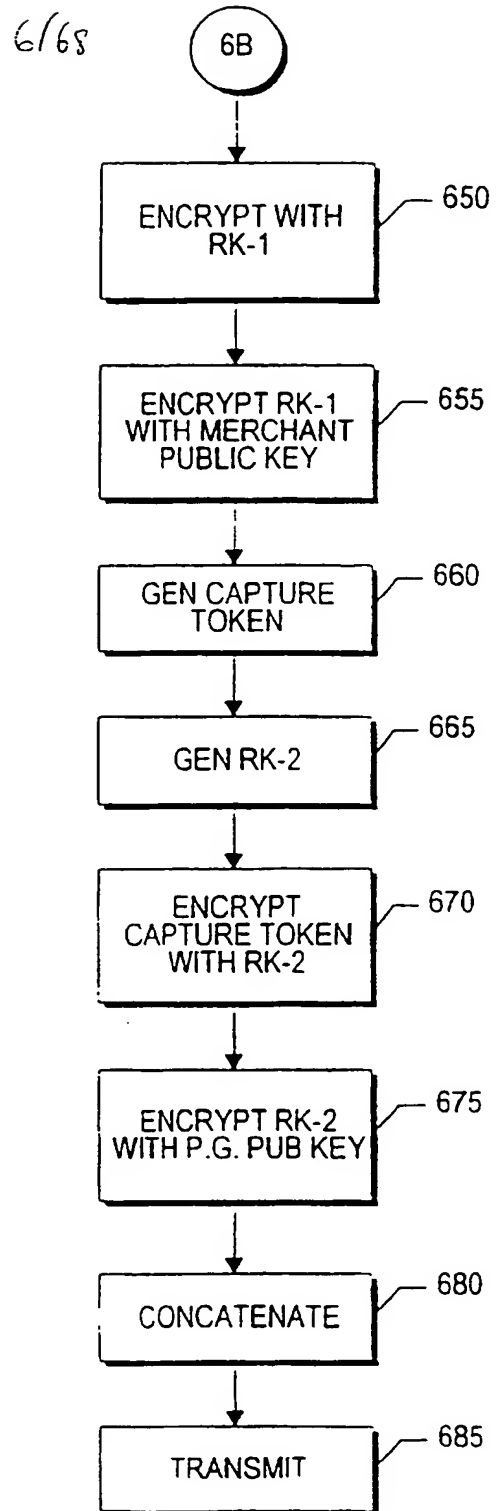 6/68
6B
ENCRYPT WITH
RK-1
650
ENCRYPT RK-1
WITH MERCHANT
PUBLIC KEY
655
GEN CAPTURE
TOKEN
660
GEN RK-2
665
ENCRYPT
CAPTURE TOKEN
WITH RK-2
670
ENCRYPT RK-2
WITH P.G. PUB KEY
675
CONCATENATE
680
TRANSMIT
685